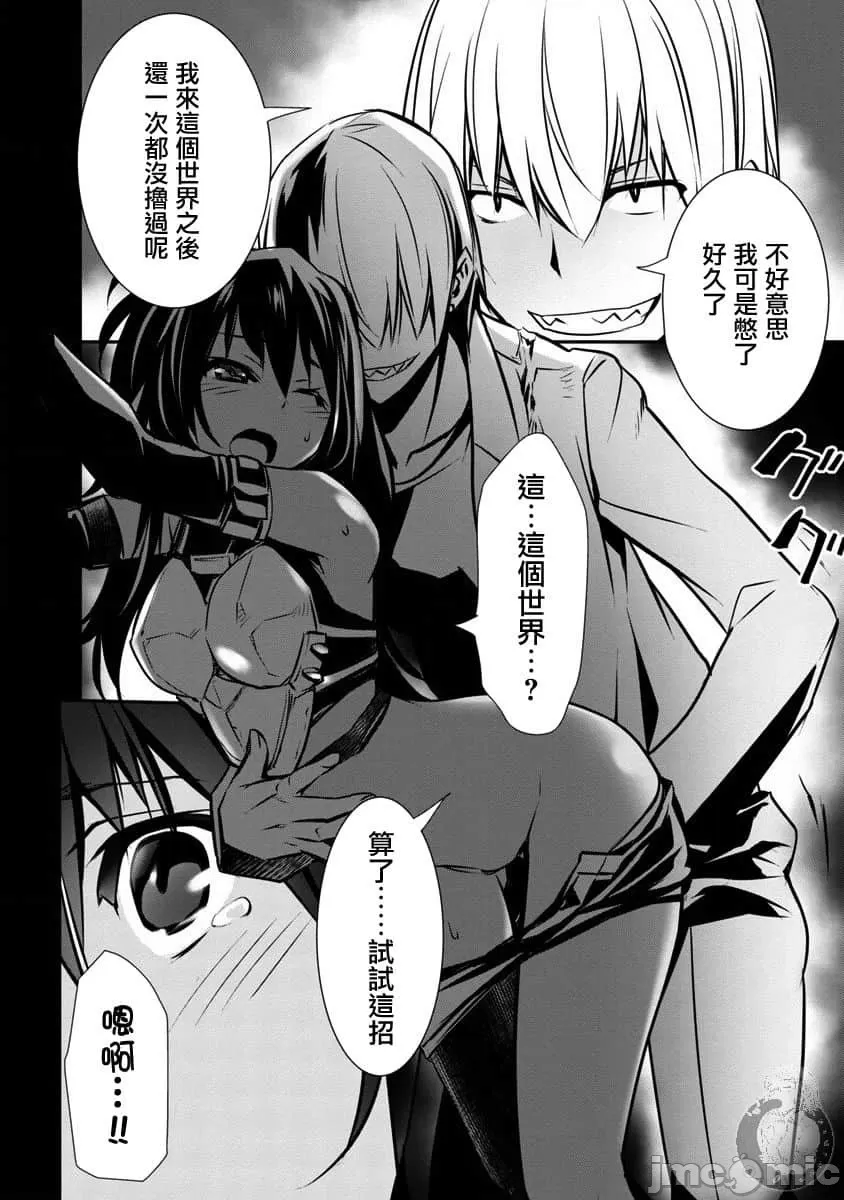 不好意思
我可是憋了
好久了
我來這個世界之後
還一次都沒擼過呢
グ
グ
這…這個世界…?
算了……試試這招
嗯啊…!!
jmcomic